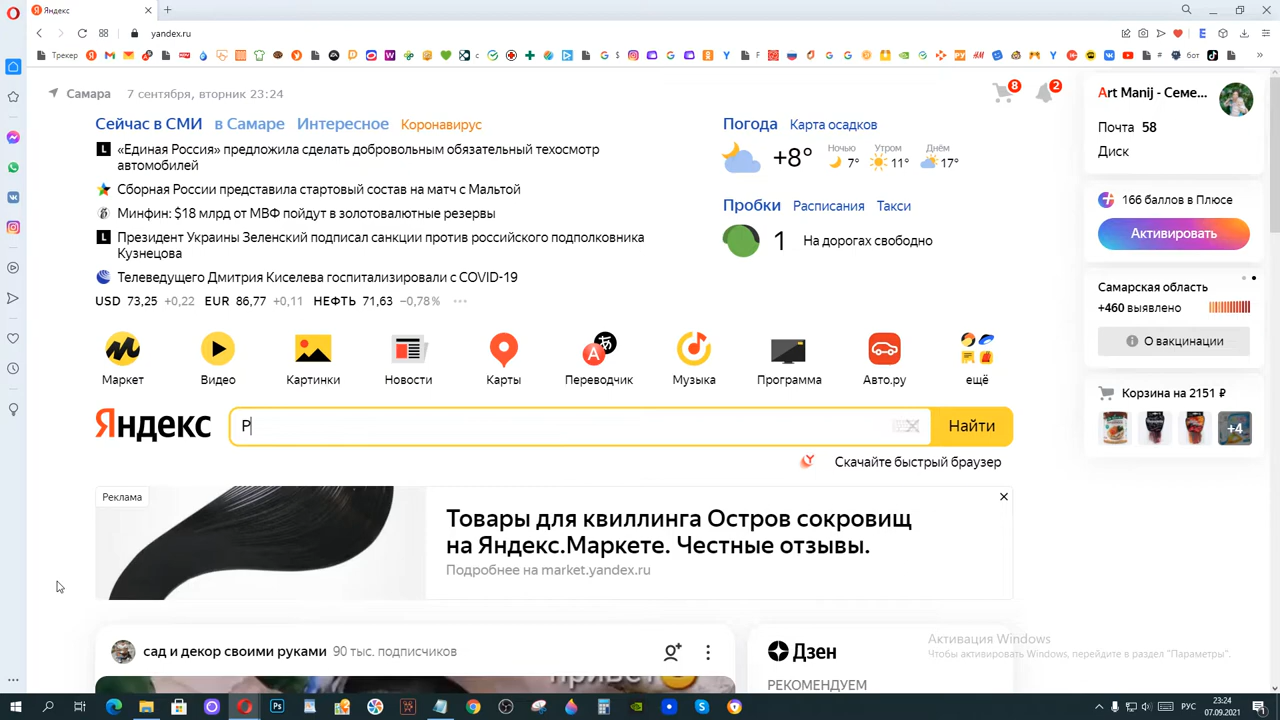 Яндекс
yandex.ru
Трекер
бот
Самара 7 сентября, вторник 23:24
8
2
Сейчас в СМИ в Самаре Интересное Коронавирус
«Единая Россия» предложила сделать добровольным обязательный техосмотр
автомобилей
Сборная России представила стартовый состав на матч с Мальтой
Минфин: $18 млрд от МВФ пойдут в золотовалютные резервы
Президент Украины Зеленский подписал санкции против российского подполковника
Кузнецова
Телеведущего Дмитрия Киселева госпитализировали с COVID-19
USD 73,25 +0,22 EUR 86,77 +0,11 НЕФТЬ 71,63 −0,78%
Погода Карта осадков
+8° Ночью 7° Утром 11° Днём 17°
Пробки Расписания Такси
1 На дорогах свободно
Art Manij - Семе...
Почта 58
Диск
166 баллов в Плюсе
Активировать
Самарская область
+460 выявлено
О вакцинации
Корзина на 2151 ₽
+4
Маркет Видео Картинки Новости Карты Переводчик Музыка Программа Авто.ру ещё
Яндекс Р Найти
Скачайте быстрый браузер
Реклама
Товары для квиллинга Остров сокровищ
на Яндекс.Маркете. Честные отзывы.
Подробнее на market.yandex.ru
сад и декор своими руками 90 тыс. подписчиков
Дзен
РЕКОМЕНДУЕМ
Активация Windows
Чтобы активировать Windows, перейдите в раздел "Параметры".
РУС
23:24
07.09.2021